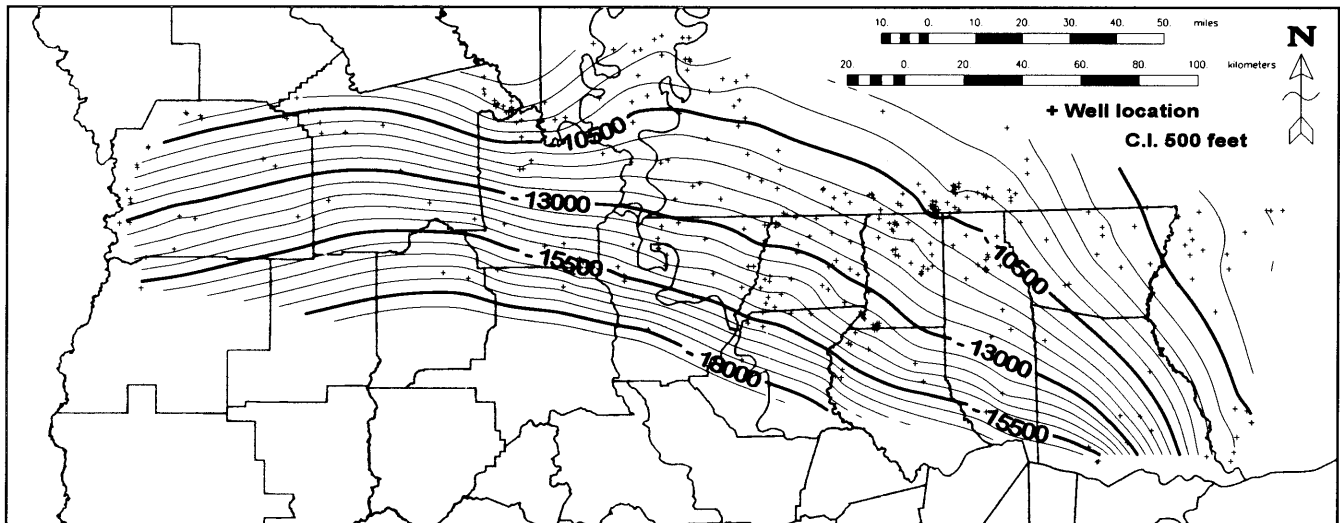 10. 0. 10. 20. 30. 40. 50. miles
20 0. 20 40 60. 80. 100. kilometers
N
+ Well location
C.I. 500 feet
-10500
- 13000
- 15500
- 18000
- 10500
- 13000
- 15500